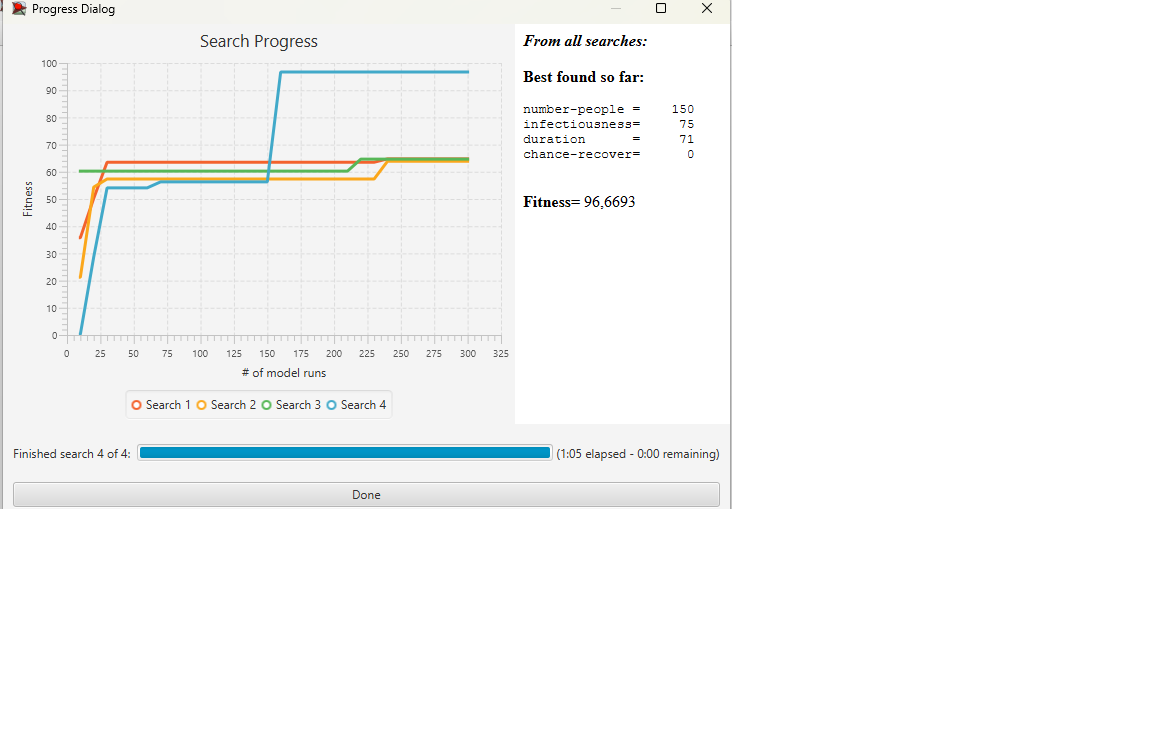 Progress Dialog
Search Progress
100
90
80
70
60
50
40
30
20
10
0
Fitness
0 25 50 75 100 125 150 175 200 225 250 275 300 325
# of model runs
Search 1 Search 2 Search 3 Search 4
From all searches:
Best found so far:
number-people = 150
infectiousness= 75
duration = 71
chance-recover= 0
Fitness= 96,6693
Finished search 4 of 4: (1:05 elapsed - 0:00 remaining)
Done